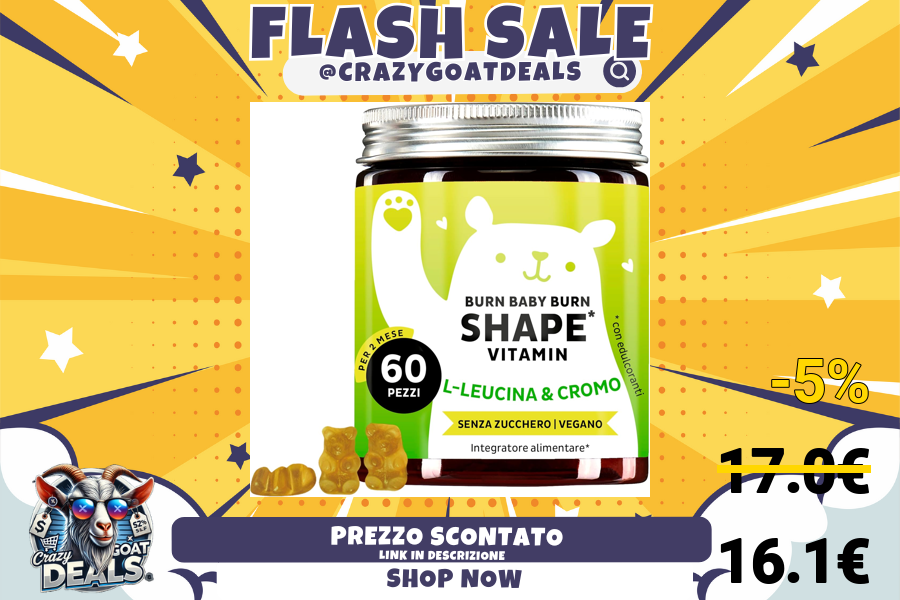 FLASH SALE
@CRAZYGOATDEALS
BURN BABY BURN
SHAPE*
VITAMIN
* con edulcoranti
PER 2 MESE
60
PEZZI
L-LEUCINA & CROMO
SENZA ZUCCHERO | VEGANO
Integratore alimentare*
-5%
17.0€
16.1€
PREZZO SCONTATO
LINK IN DESCRIZIONE
SHOP NOW
$
52%
Crazy
GOAT
DEALS